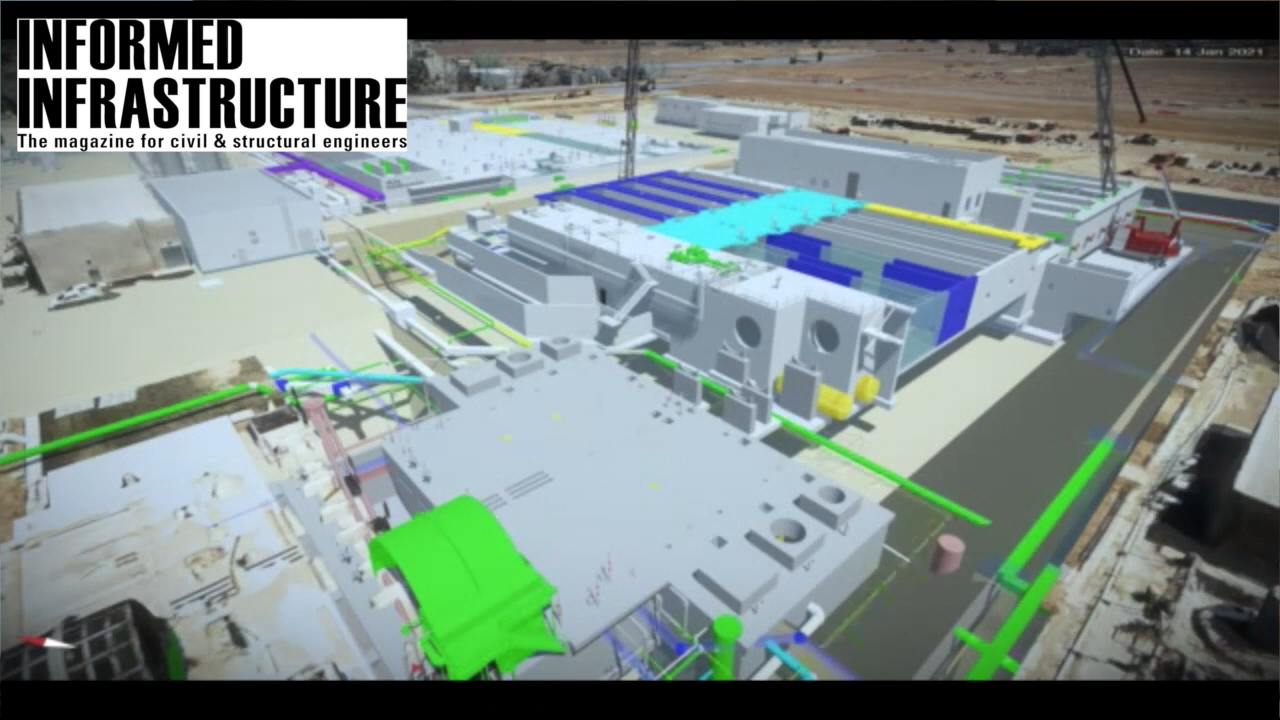 INFORMED
INFRASTRUCTURE
The magazine for civil & structural engineers
Date: 14 Jan 2021